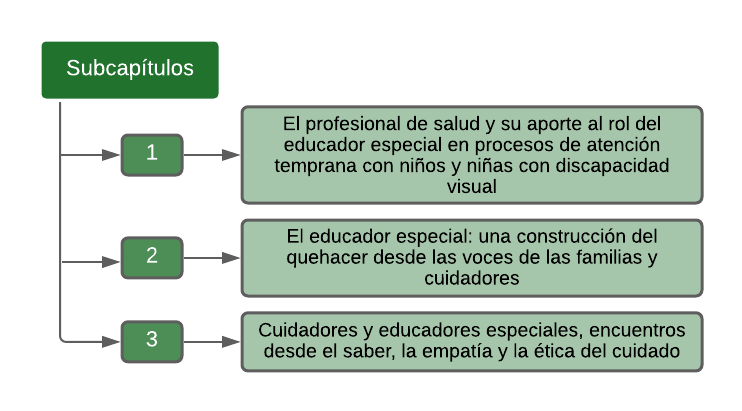 Subcapítulos
1
El profesional de salud y su aporte al rol del
educador especial en procesos de atención
temprana con niños y niñas con discapacidad
visual
2
El educador especial: una construcción del
quehacer desde las voces de las familias y
cuidadores
3
Cuidadores y educadores especiales, encuentros
desde el saber, la empatía y la ética del cuidado